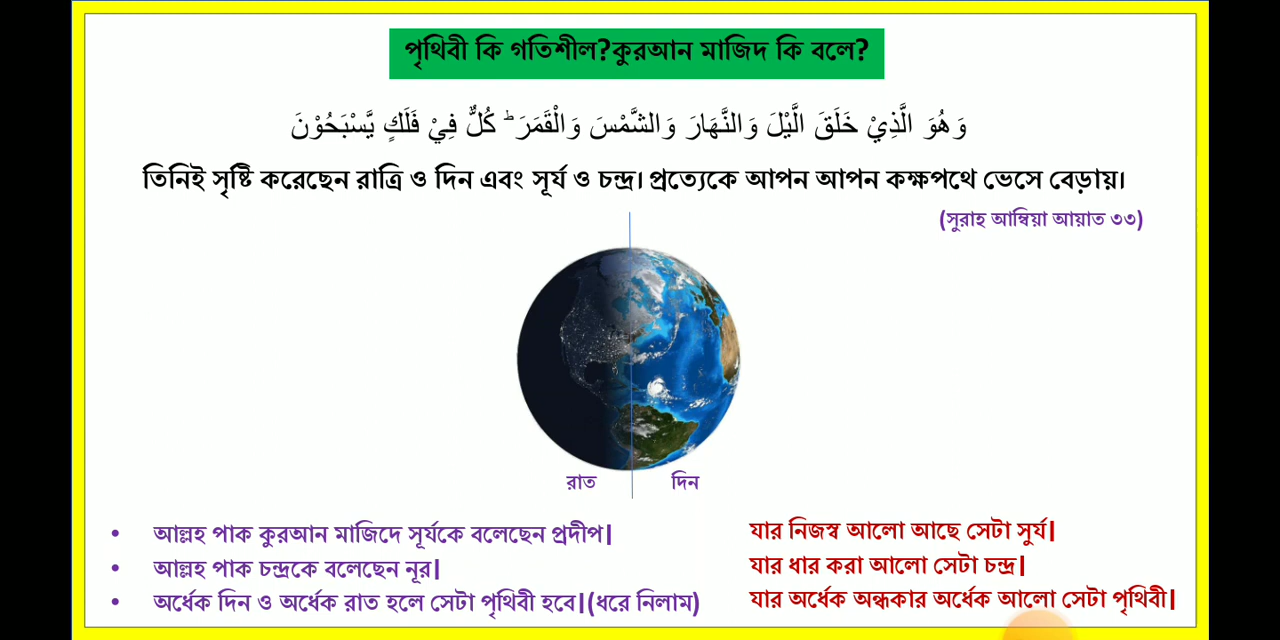 পৃথিবী কি গতিশীল?কুরআন মাজিদ কি বলে?
وَهُوَ الَّذِيْ خَلَقَ الَّيْلَ وَالنَّهَارَ وَالشَّمْسَ وَالْقَمَرَ ؕ كُلٌّ فِيْ فَلَكٍ يَّسْبَحُوْنَ
তিনিই সৃষ্টি করেছেন রাত্রি ও দিন এবং সূর্য ও চন্দ্র। প্রত্যেকে আপন আপন কক্ষপথে ভেসে বেড়ায়।
(সুরাহ আম্বিয়া আয়াত ৩৩)
রাত দিন
• আল্লহ পাক কুরআন মাজিদে সূর্যকে বলেছেন প্রদীপ|
• আল্লহ পাক চন্দ্রকে বলেছেন নূর|
• অর্ধেক দিন ও অর্ধেক রাত হলে সেটা পৃথিবী হবে|(ধরে নিলাম)
যার নিজস্ব আলো আছে সেটা সুর্য|
যার ধার করা আলো সেটা চন্দ্র|
যার অর্ধেক অন্ধকার অর্ধেক আলো সেটা পৃথিবী|